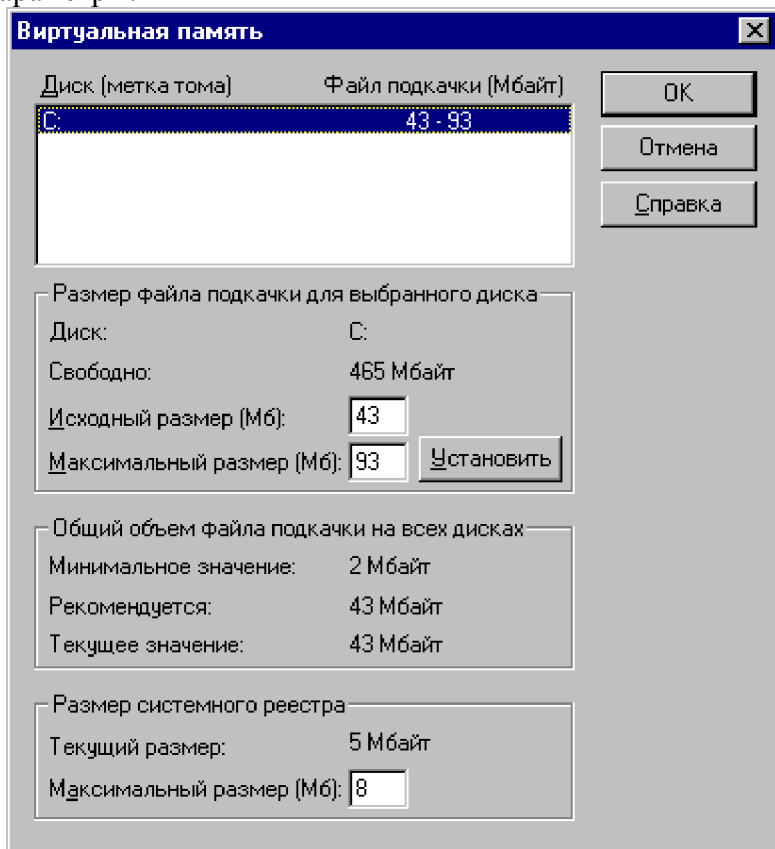 Виртуальная память
Диск (метка тома) Файл подкачки (Мбайт)
C: 43 - 93
OK
Отмена
Справка
Размер файла подкачки для выбранного диска
Диск: C:
Свободно: 465 Мбайт
Исходный размер (Мб): 43
Максимальный размер (Мб): 93 Установить
Общий объем файла подкачки на всех дисках
Минимальное значение: 2 Мбайт
Рекомендуется: 43 Мбайт
Текущее значение: 43 Мбайт
Размер системного реестра
Текущий размер: 5 Мбайт
Максимальный размер (Мб): 8